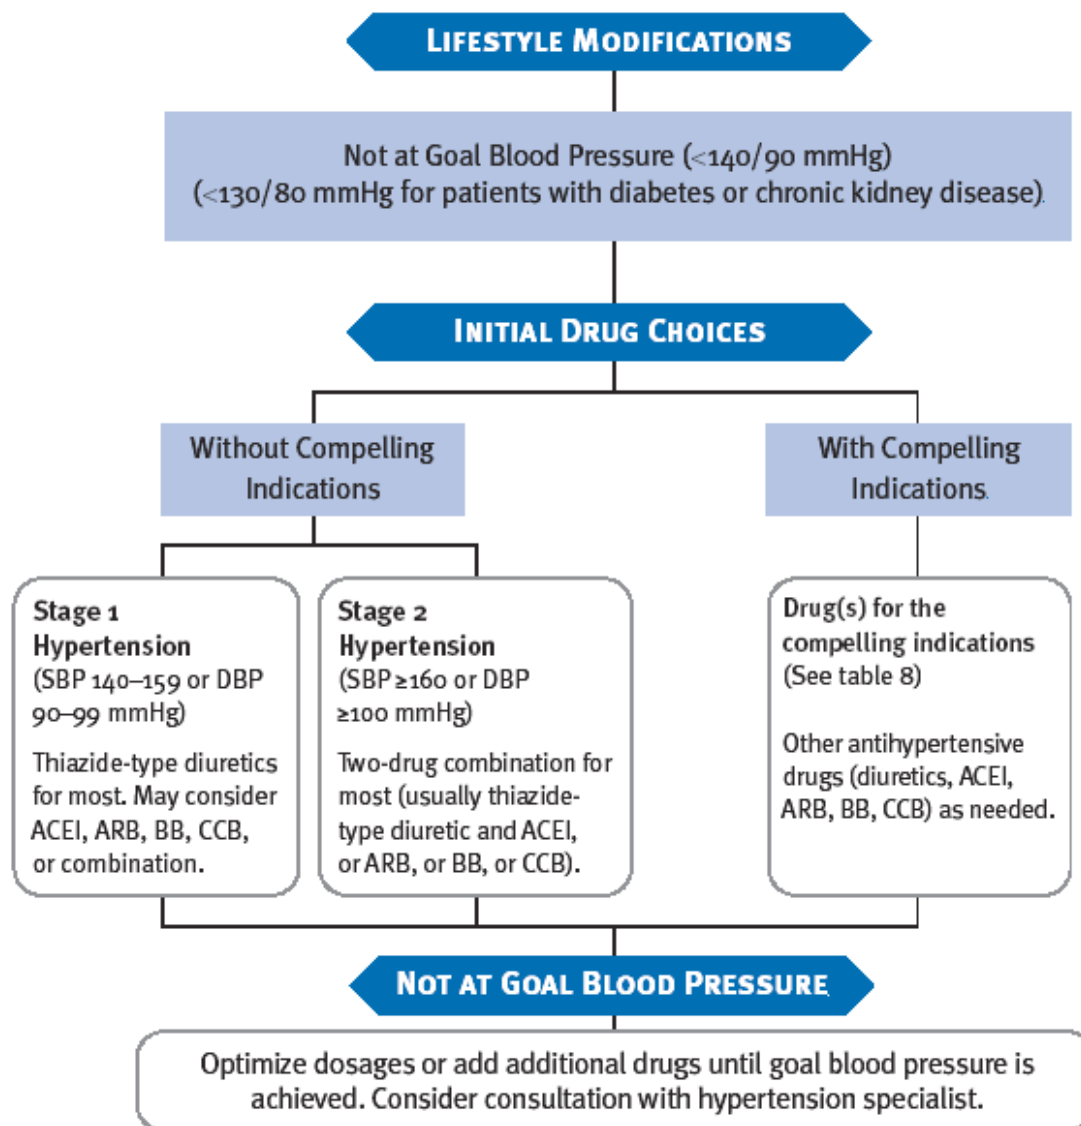 LIFESTYLE MODIFICATIONS
Not at Goal Blood Pressure (<140/90 mmHg)
(<130/80 mmHg for patients with diabetes or chronic kidney disease)
INITIAL DRUG CHOICES
Without Compelling
Indications
With Compelling
Indications
Stage 1
Hypertension
(SBP 140–159 or DBP
90–99 mmHg)
Thiazide-type diuretics
for most. May consider
ACEI, ARB, BB, CCB,
or combination.
Stage 2
Hypertension
(SBP ≥160 or DBP
≥100 mmHg)
Two-drug combination for
most (usually thiazide-
type diuretic and ACEI,
or ARB, or BB, or CCB).
Drug(s) for the
compelling indications
(See table 8)
Other antihypertensive
drugs (diuretics, ACEI,
ARB, BB, CCB) as needed.
NOT AT GOAL BLOOD PRESSURE
Optimize dosages or add additional drugs until goal blood pressure is
achieved. Consider consultation with hypertension specialist.